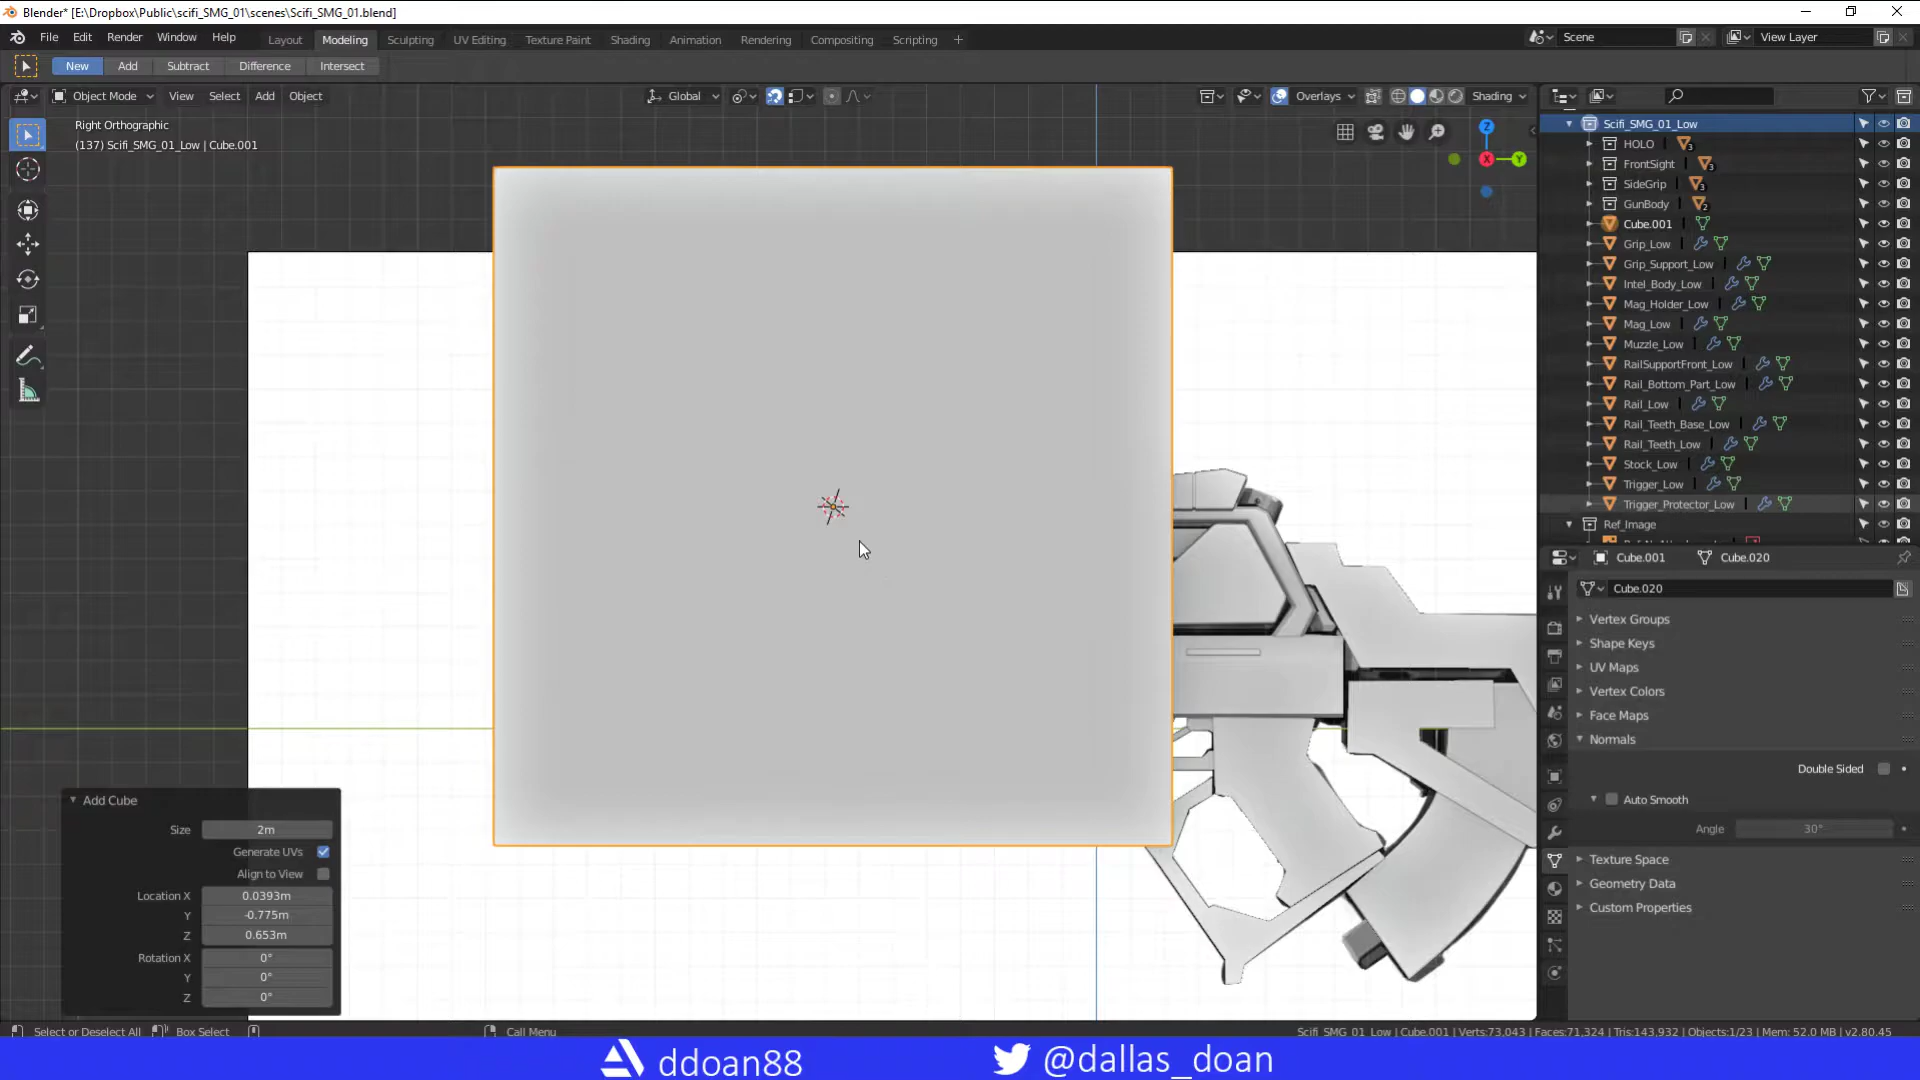 Blender* [E:\Dropbox\Public\scifi_SMG_01\scenes\Scifi_SMG_01.blend]
File Edit Render Window Help
Layout Modeling Sculpting UV Editing Texture Paint Shading Animation Rendering Compositing Scripting +
Scene View Layer
New Add Subtract Difference Intersect
Object Mode View Select Add Object
Global
Overlays Shading
Right Orthographic
(137) Scifi_SMG_01_Low | Cube.001
Z
X Y
Scifi_SMG_01_Low
HOLO 3
FrontSight 3
SideGrip 3
GunBody 2
Cube.001
Grip_Low
Grip_Support_Low
Intel_Body_Low
Mag_Holder_Low
Mag_Low
Muzzle_Low
RailSupportFront_Low
Rail_Bottom_Part_Low
Rail_Low
Rail_Teeth_Base_Low
Rail_Teeth_Low
Stock_Low
Trigger_Low
Trigger_Protector_Low
Ref_Image
Cube.001 Cube.020
Cube.020
Vertex Groups
Shape Keys
UV Maps
Vertex Colors
Face Maps
Normals
Double Sided
Auto Smooth
Angle 30°
Texture Space
Geometry Data
Custom Properties
Add Cube
Size 2m
Generate UVs
Align to View
Location X 0.0393m
Y -0.775m
Z 0.653m
Rotation X 0°
Y 0°
Z 0°
Select or Deselect All Box Select Call Menu
Scifi_SMG_01_Low | Cube.001 | Verts:73,043 | Faces:71,324 | Tris:143,932 | Objects:1/23 | Mem: 52.0 MB | v2.80.45
ddoan88 @dallas_doan